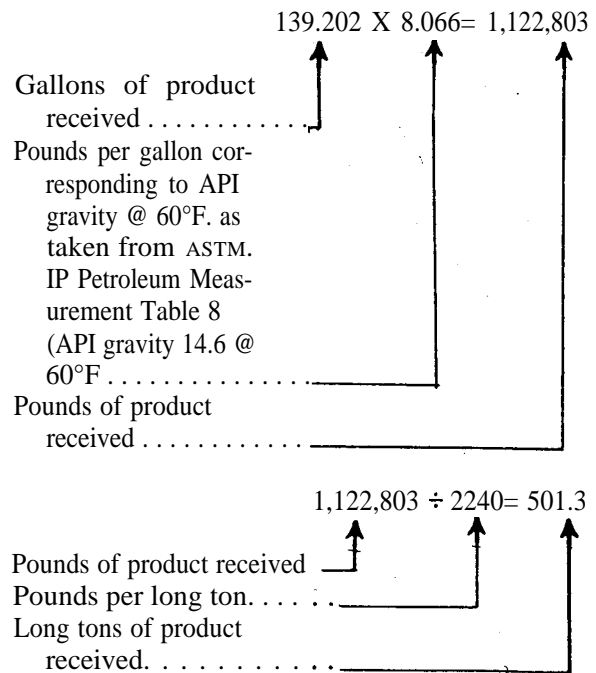 139.202 X 8.066= 1,122,803
Gallons of product
received . . . . . . . . . . . .
Pounds per gallon cor-
responding to API
gravity @ 60°F. as
taken from ASTM.
IP Petroleum Meas-
urement Table 8
(API gravity 14.6 @
60°F . . . . . . . . . . . . . . .
Pounds of product
received . . . . . . . . . . . .
1,122,803 ÷ 2240= 501.3
Pounds of product received
Pounds per long ton. . . . . .
Long tons of product
received. . . . . . . . . . . .